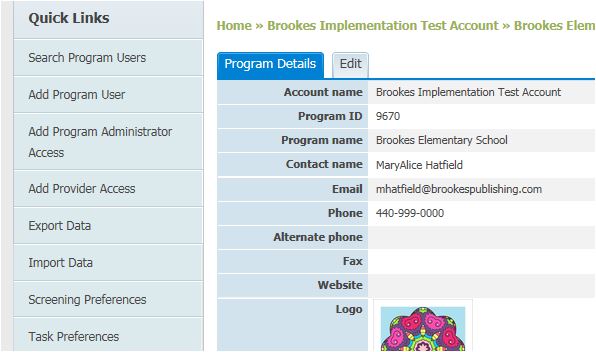 Quick Links
Search Program Users
Add Program User
Add Program Administrator
Access
Add Provider Access
Export Data
Import Data
Screening Preferences
Task Preferences
Home » Brookes Implementation Test Account » Brookes Elem
Program Details Edit
Account name Brookes Implementation Test Account
Program ID 9670
Program name Brookes Elementary School
Contact name MaryAlice Hatfield
Email mhatfield@brookespublishing.com
Phone 440-999-0000
Alternate phone
Fax
Website
Logo